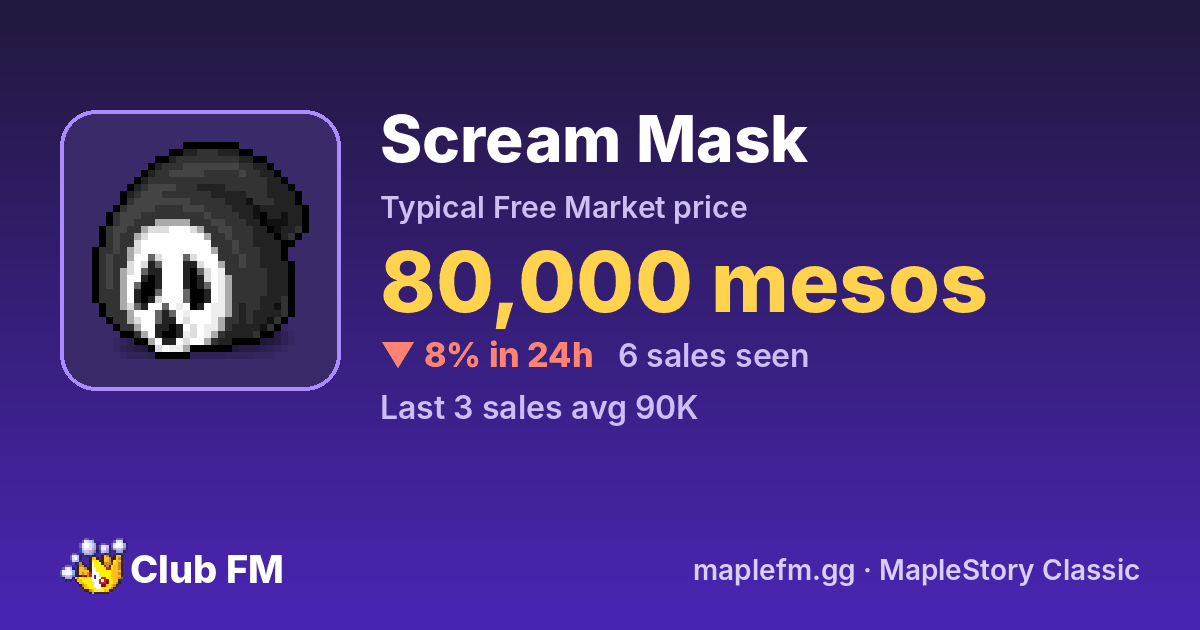 Scream Mask
Typical Free Market price
80,000 mesos
▼ 8% in 24h 6 sales seen
Last 3 sales avg 90K
Club FM
maplefm.gg · MapleStory Classic